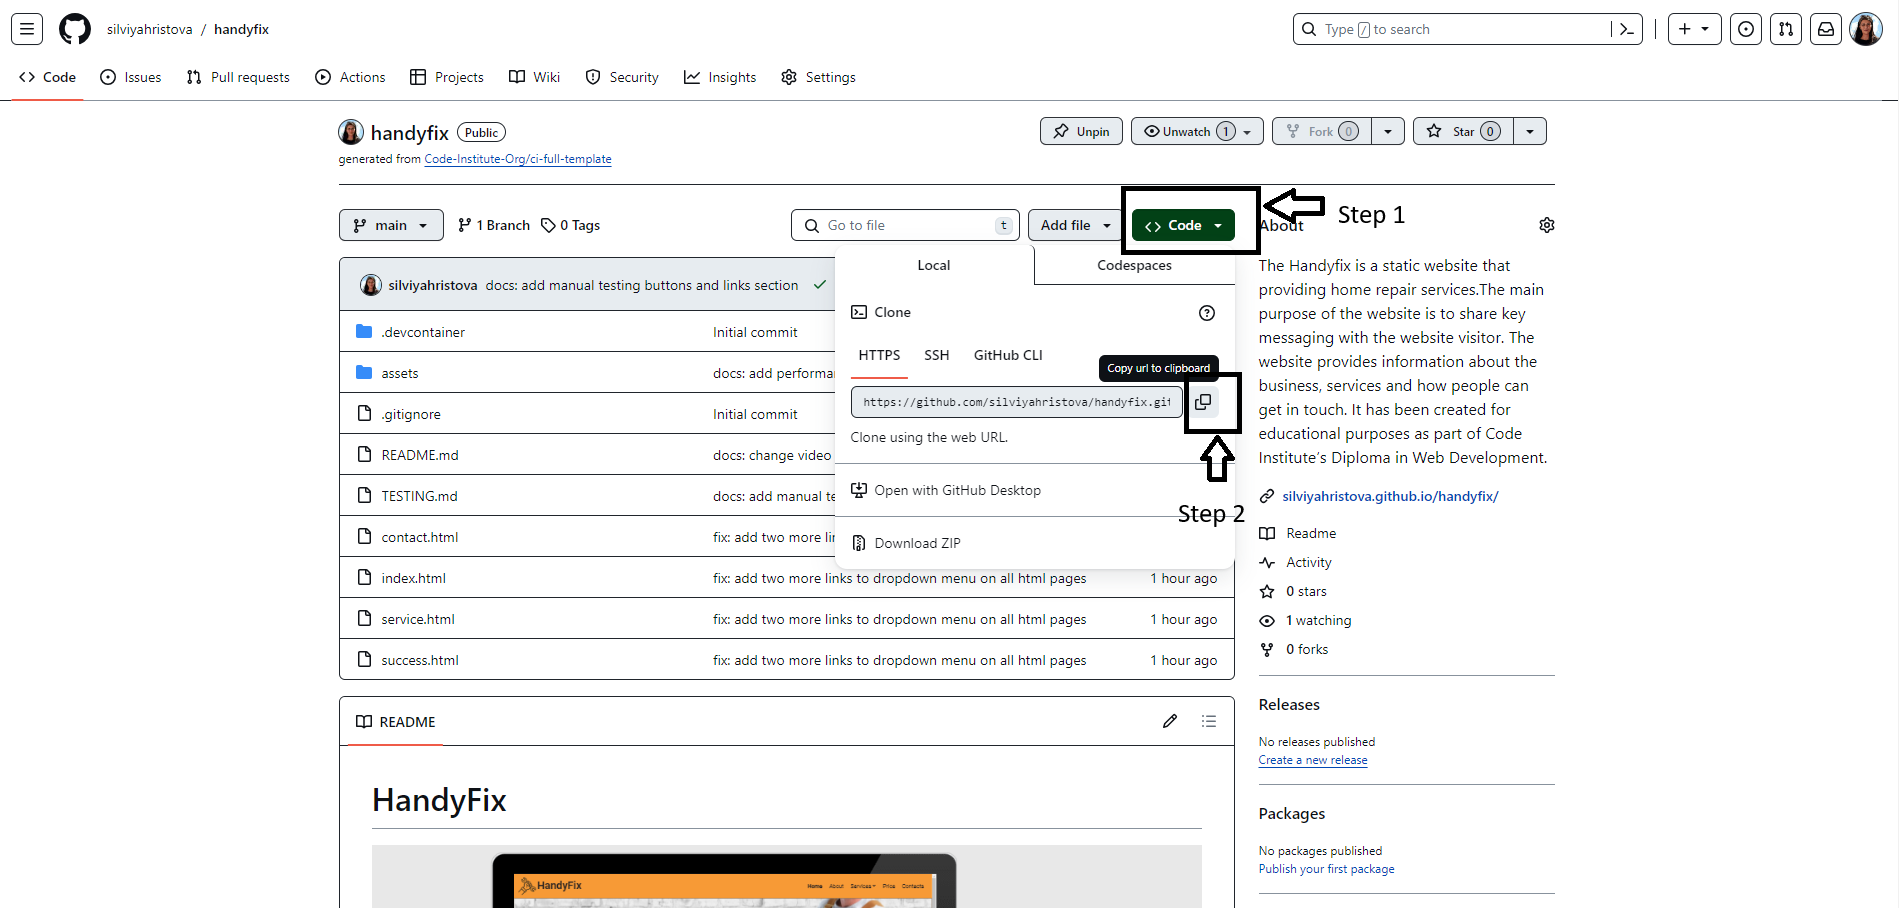 silviyahristova / handyfix
Type / to search
Code
Issues
Pull requests
Actions
Projects
Wiki
Security
Insights
Settings
handyfix Public
generated from Code-Institute-Org/ci-full-template
Unpin
Unwatch 1
Fork 0
Star 0
main
1 Branch
0 Tags
Go to file t
Add file
Code
Step 1
silviyahristova docs: add manual testing buttons and links section
.devcontainer Initial commit
assets docs: add performa
.gitignore Initial commit
README.md docs: change video
TESTING.md docs: add manual te
contact.html fix: add two more li
index.html fix: add two more links to dropdown menu on all html pages 1 hour ago
service.html fix: add two more links to dropdown menu on all html pages 1 hour ago
success.html fix: add two more links to dropdown menu on all html pages 1 hour ago
Local
Codespaces
Clone
HTTPS
SSH
GitHub CLI
Copy url to clipboard
https://github.com/silviyahristova/handyfix.git
Clone using the web URL.
Open with GitHub Desktop
Step 2
Download ZIP
About
The Handyfix is a static website that
providing home repair services.The main
purpose of the website is to share key
messaging with the website visitor. The
website provides information about the
business, services and how people can
get in touch. It has been created for
educational purposes as part of Code
Institute's Diploma in Web Development.
silviyahristova.github.io/handyfix/
Readme
Activity
0 stars
1 watching
0 forks
Releases
No releases published
Create a new release
Packages
No packages published
Publish your first package
README
HandyFix
HandyFix
Home About Services Price Contacts